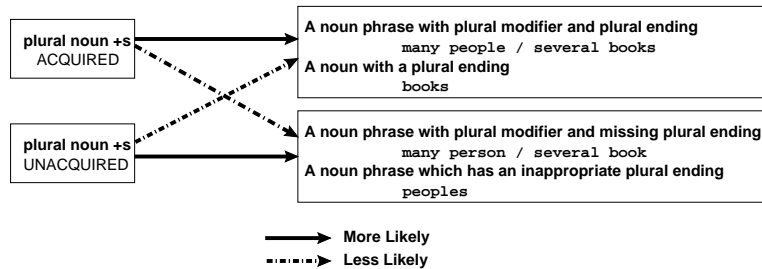 plural noun +s
ACQUIRED
A noun phrase with plural modifier and plural ending
many people / several books
A noun with a plural ending
books
plural noun +s
UNACQUIRED
A noun phrase with plural modifier and missing plural ending
many person / several book
A noun phrase which has an inappropriate plural ending
peoples
More Likely
Less Likely